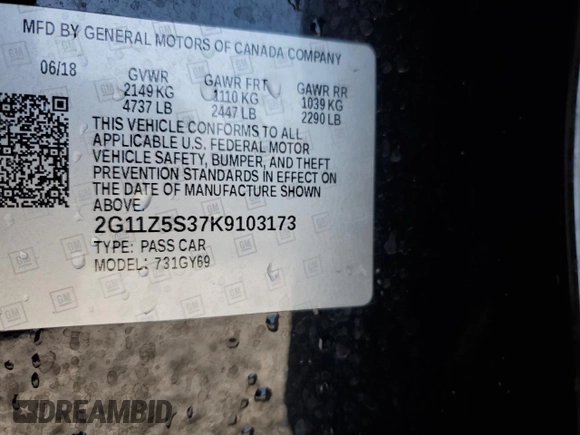 MFD BY GENERAL MOTORS OF CANADA COMPANY
06/18 GVWR GAWR FRT GAWR RR
2149 KG 1110 KG 1039 KG
4737 LB 2447 LB 2290 LB
THIS VEHICLE CONFORMS TO ALL
APPLICABLE U.S. FEDERAL MOTOR
VEHICLE SAFETY, BUMPER, AND THEFT
PREVENTION STANDARDS IN EFFECT ON
THE DATE OF MANUFACTURE SHOWN
ABOVE.
2G11Z5S37K9103173
TYPE: PASS CAR
MODEL: 731GY69
DREAMBID